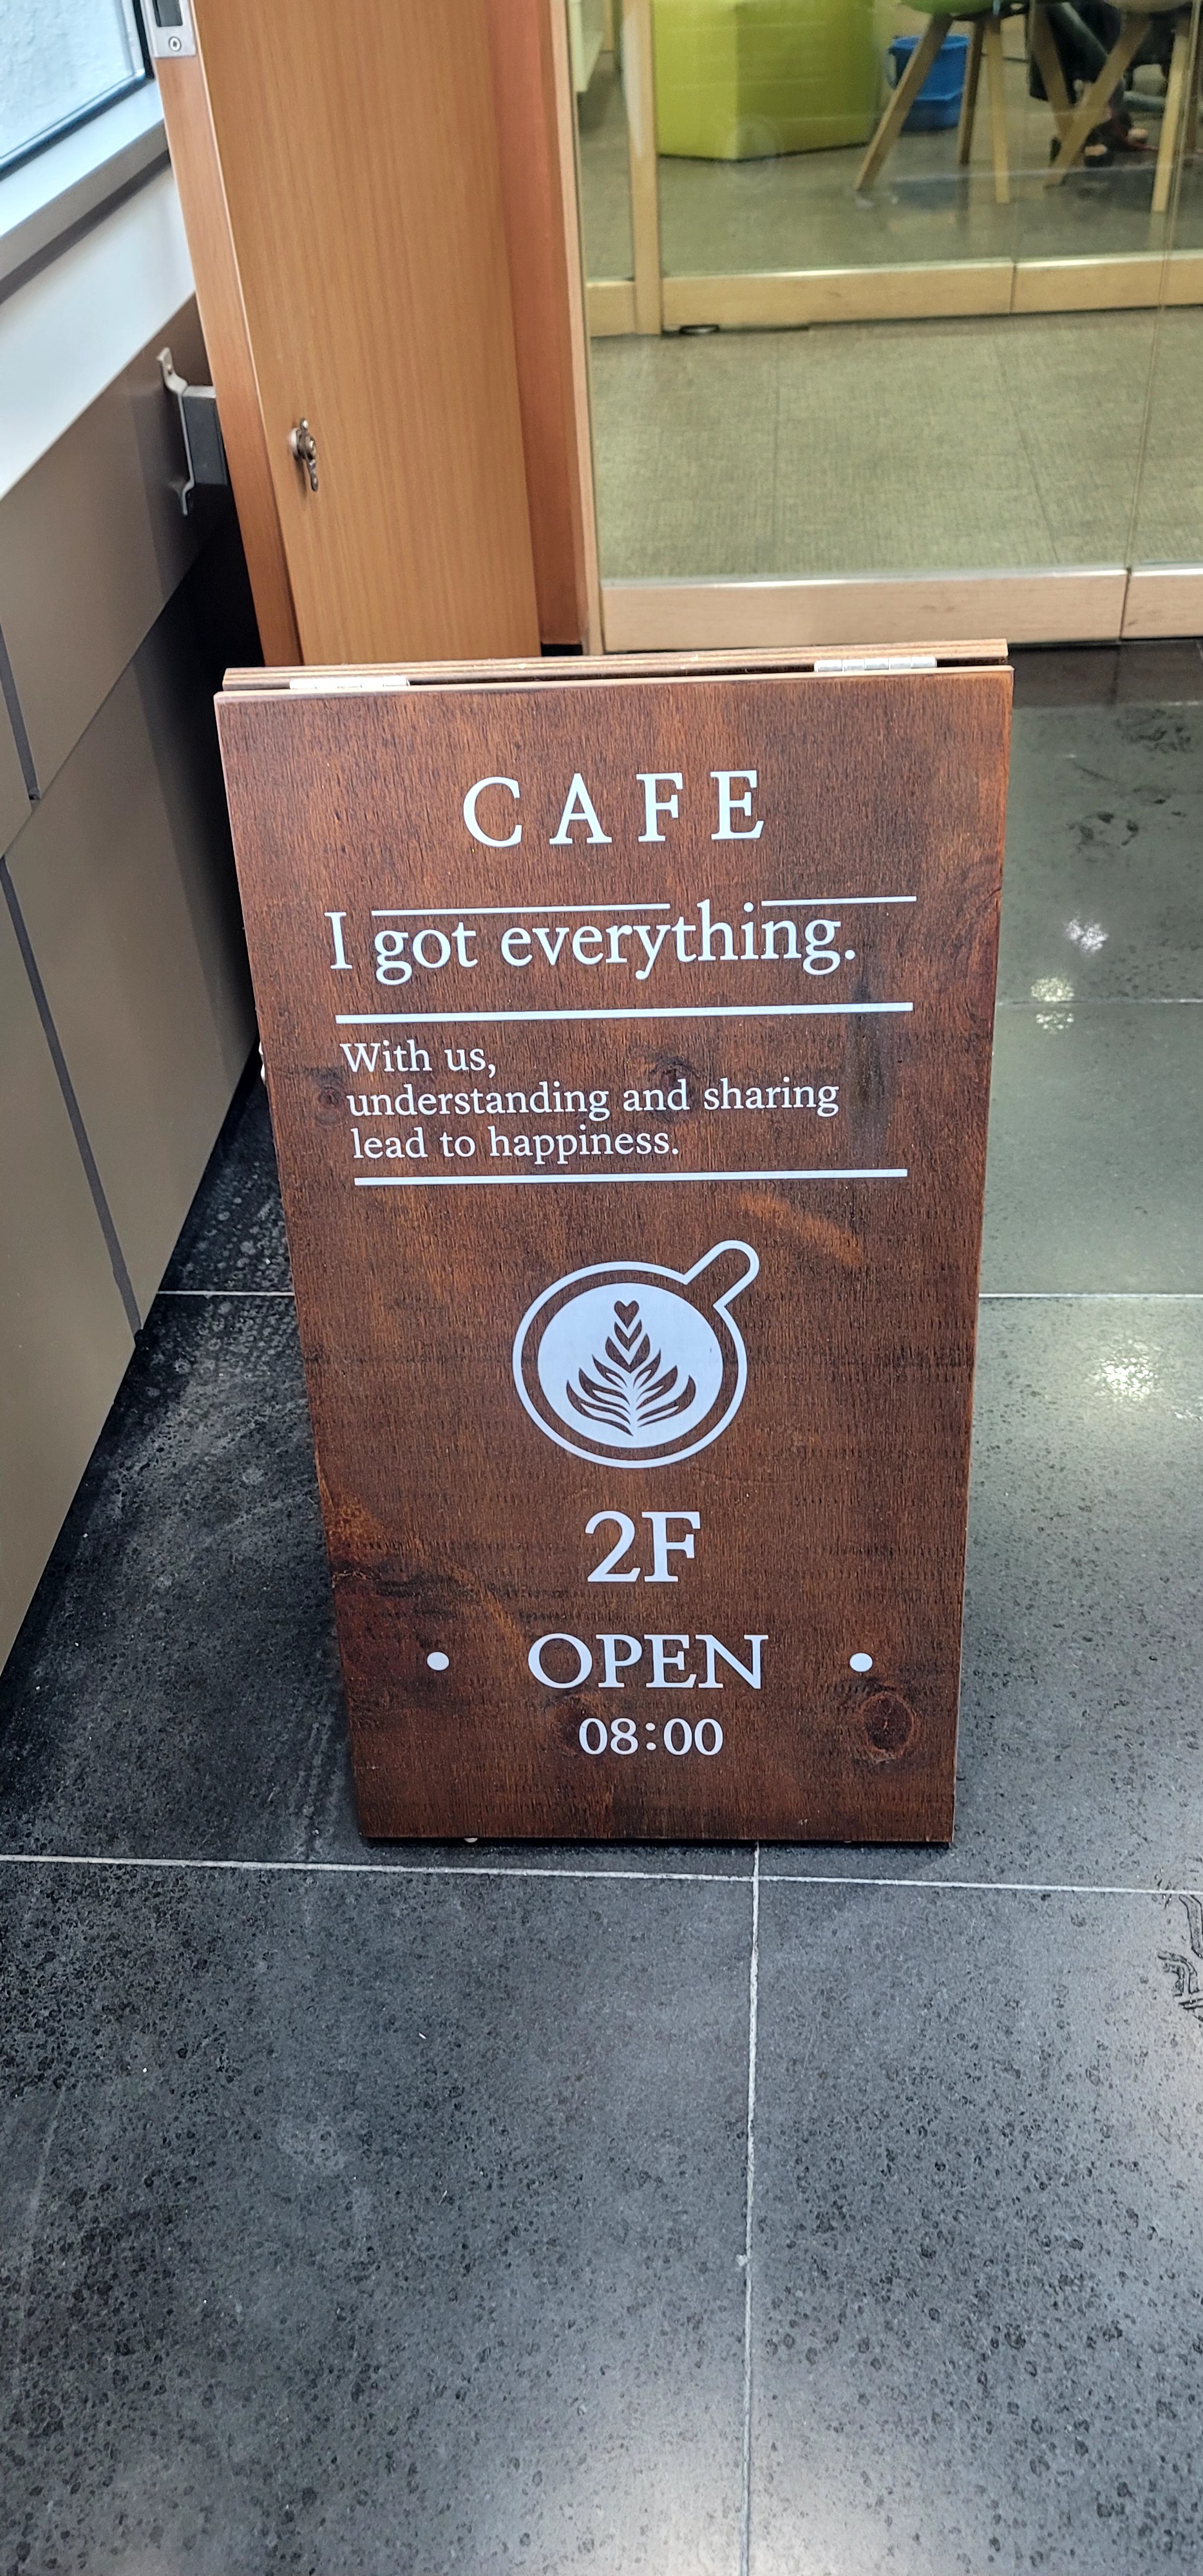 CAFE
I got everything.
With us,
understanding and sharing
lead to happiness.
2F
• OPEN •
08:00